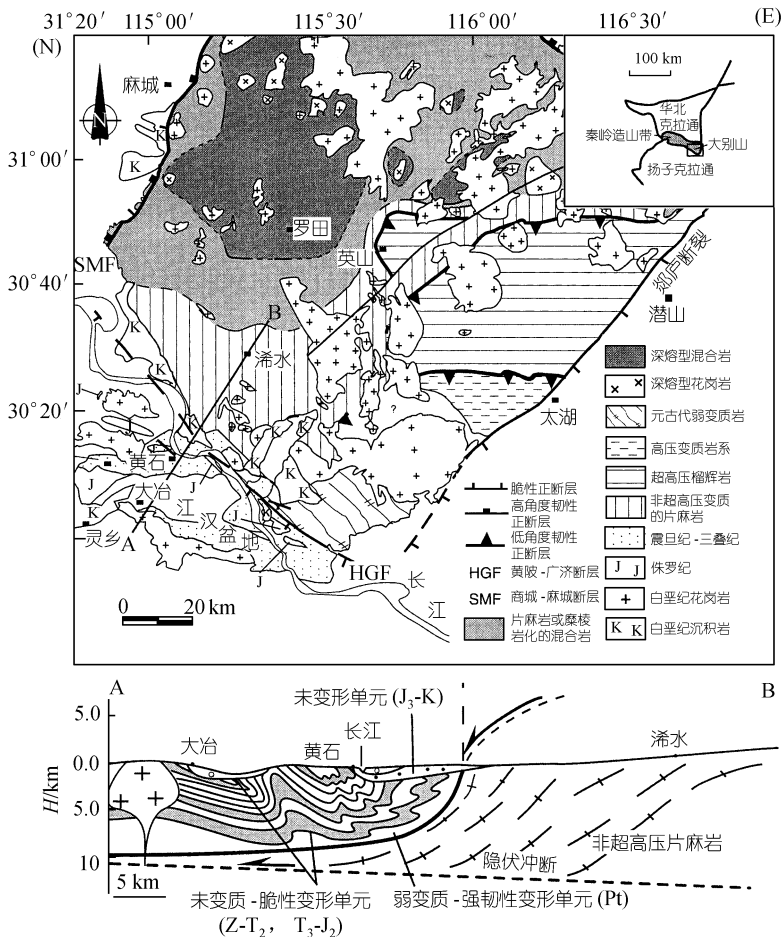 31°20′ 115°00′ 115°30′ 116°00′ 116°30′ (E)
(N)
N
麻城
100 km
华北
克拉通
秦岭造山带
大别山
扬子克拉通
31°00′
K
K
罗田
英山
SMF
郯庐断裂
30°40′
潜山
B
K
浠水
K
30°20′
太湖
J
?
黄石
K
J
J
K
K
大冶
江汉盆地
J
K
灵乡
A
J
HGF
长江
0 20 km
深熔型混合岩
深熔型花岗岩
元古代弱变质岩
高压变质岩系
超高压榴辉岩
非超高压变质
的片麻岩
震旦纪-三叠纪
J J 侏罗纪
白垩纪花岗岩
K K 白垩纪沉积岩
脆性正断层
高角度韧性
正断层
低角度韧性
正断层
HGF 黄陂-广济断层
SMF 商城-麻城断层
片麻岩或糜棱
岩化的混合岩
A
B
未变形单元 (J₃-K)
5.0
大冶
黄石
长江
浠水
0.0
H/km
5.0
非超高压片麻岩
隐伏冲断
10
5 km
未变质-脆性变形单元
(Z-T₂, T₃-J₂)
弱变质-强韧性变形单元 (Pt)